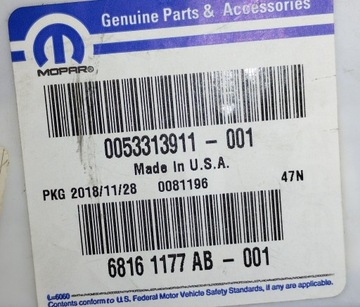 Genuine Parts & Accessories
MOPAR®
0053313911 - 001
Made In U.S.A.
PKG 2018/11/28 0081196 47N
6816 1177 AB - 001
L=6060
Contents conform to U.S. Federal Motor Vehicle Safety Standards, if any are applicable.